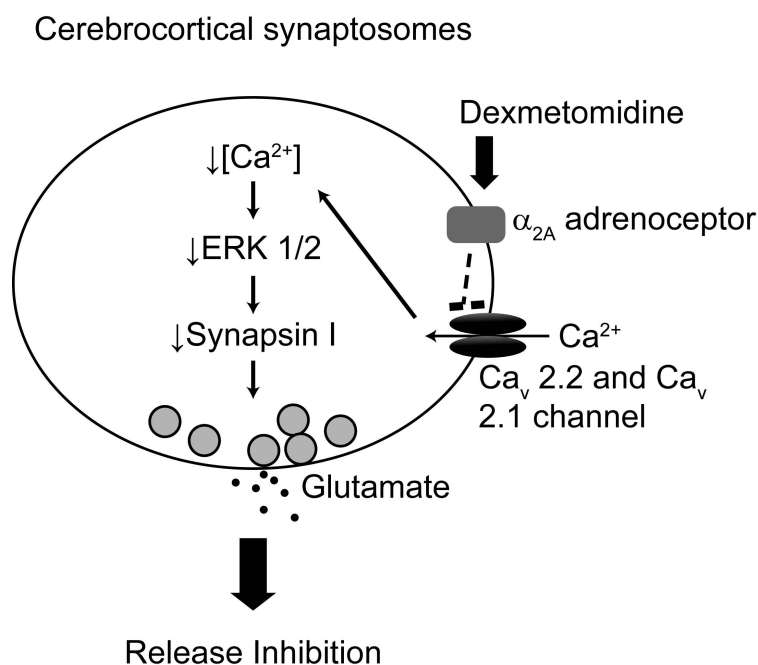 Cerebrocortical synaptosomes
Dexmetomidine
↓[Ca²⁺]
α₂A adrenoceptor
↓ERK 1/2
↓Synapsin I
Ca²⁺
Caᵥ 2.2 and Caᵥ
2.1 channel
Glutamate
Release Inhibition